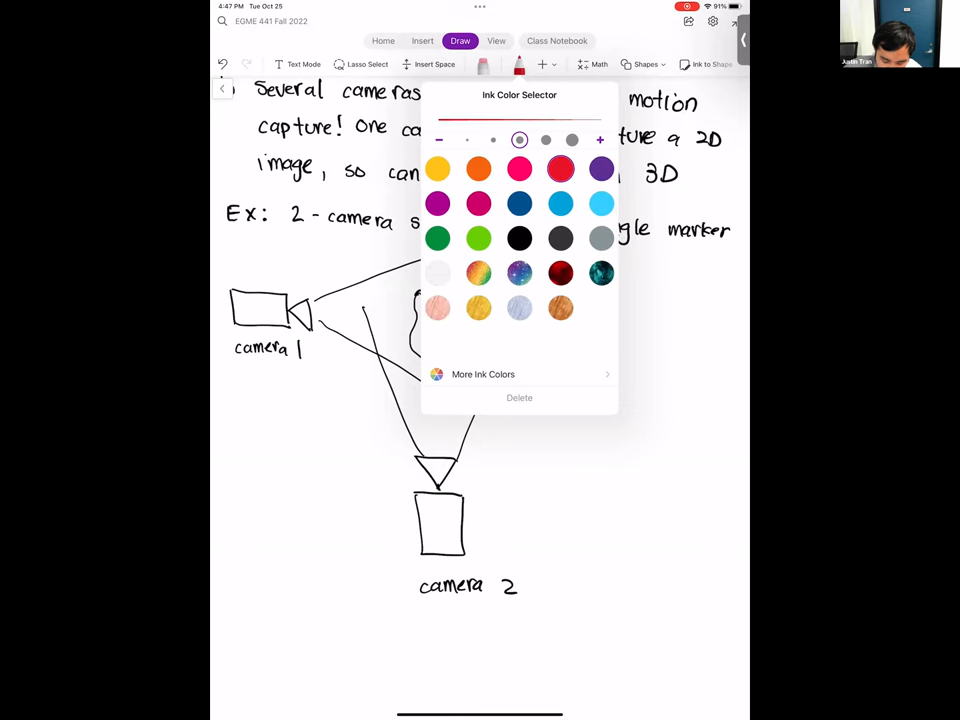 4:47 PM Tue Oct 25
91%
EGME 441 Fall 2022
Home Insert Draw View Class Notebook
Text Mode Lasso Select Insert Space Math Shapes Ink to Shape
Justin Tran
Ink Color Selector
More Ink Colors
Delete
Several cameras motion
capture! One ture a 2D
image, so 3D
Ex: 2 - camera gle marker
camera 1
camera 2